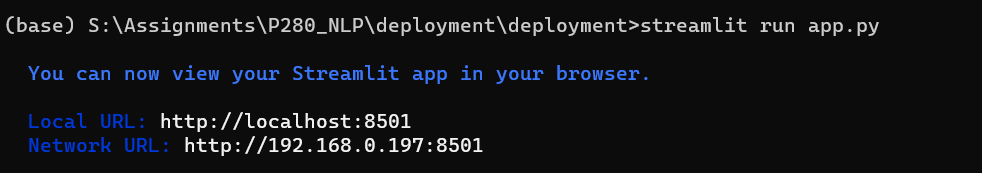 (base) S:\Assignments\P280_NLP\deployment\deployment>streamlit run app.py
You can now view your Streamlit app in your browser.
Local URL: http://localhost:8501
Network URL: http://192.168.0.197:8501